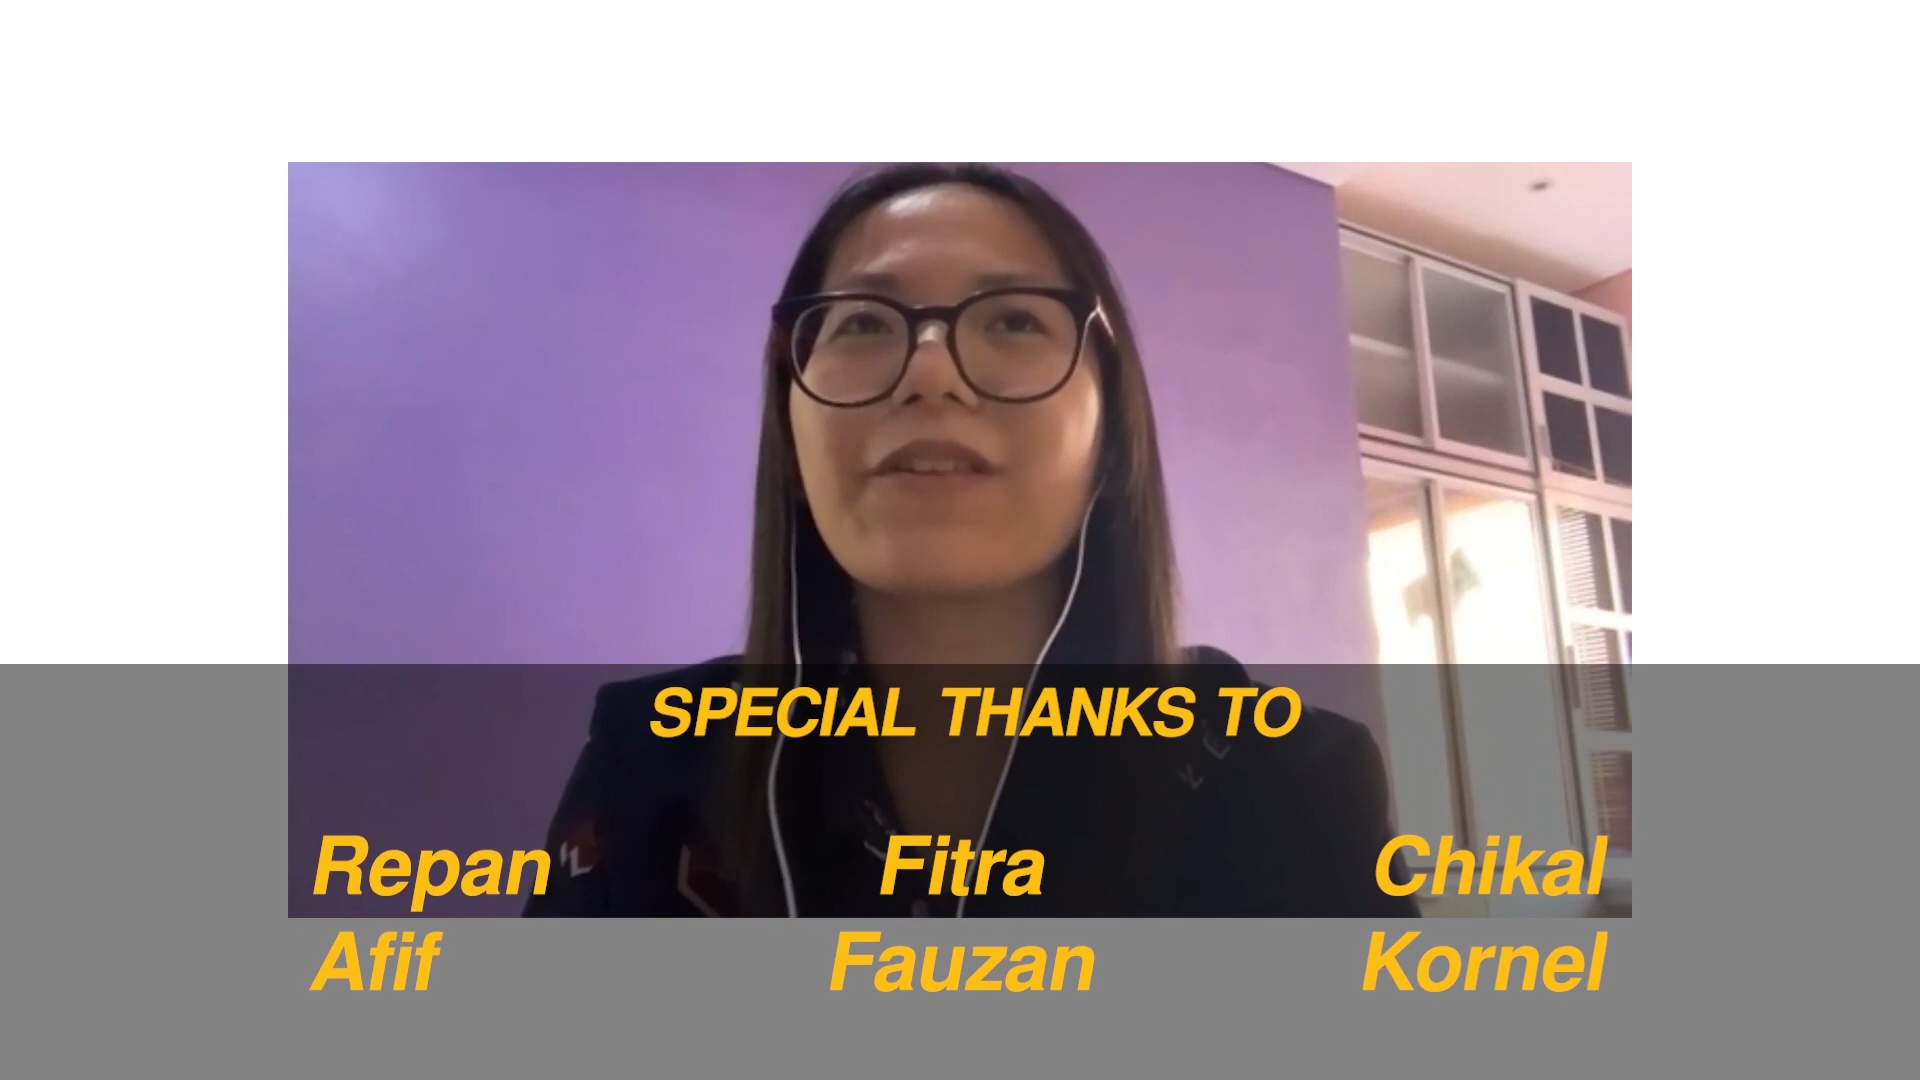 SPECIAL THANKS TO
Repan Fitra Chikal
Afif Fauzan Kornel